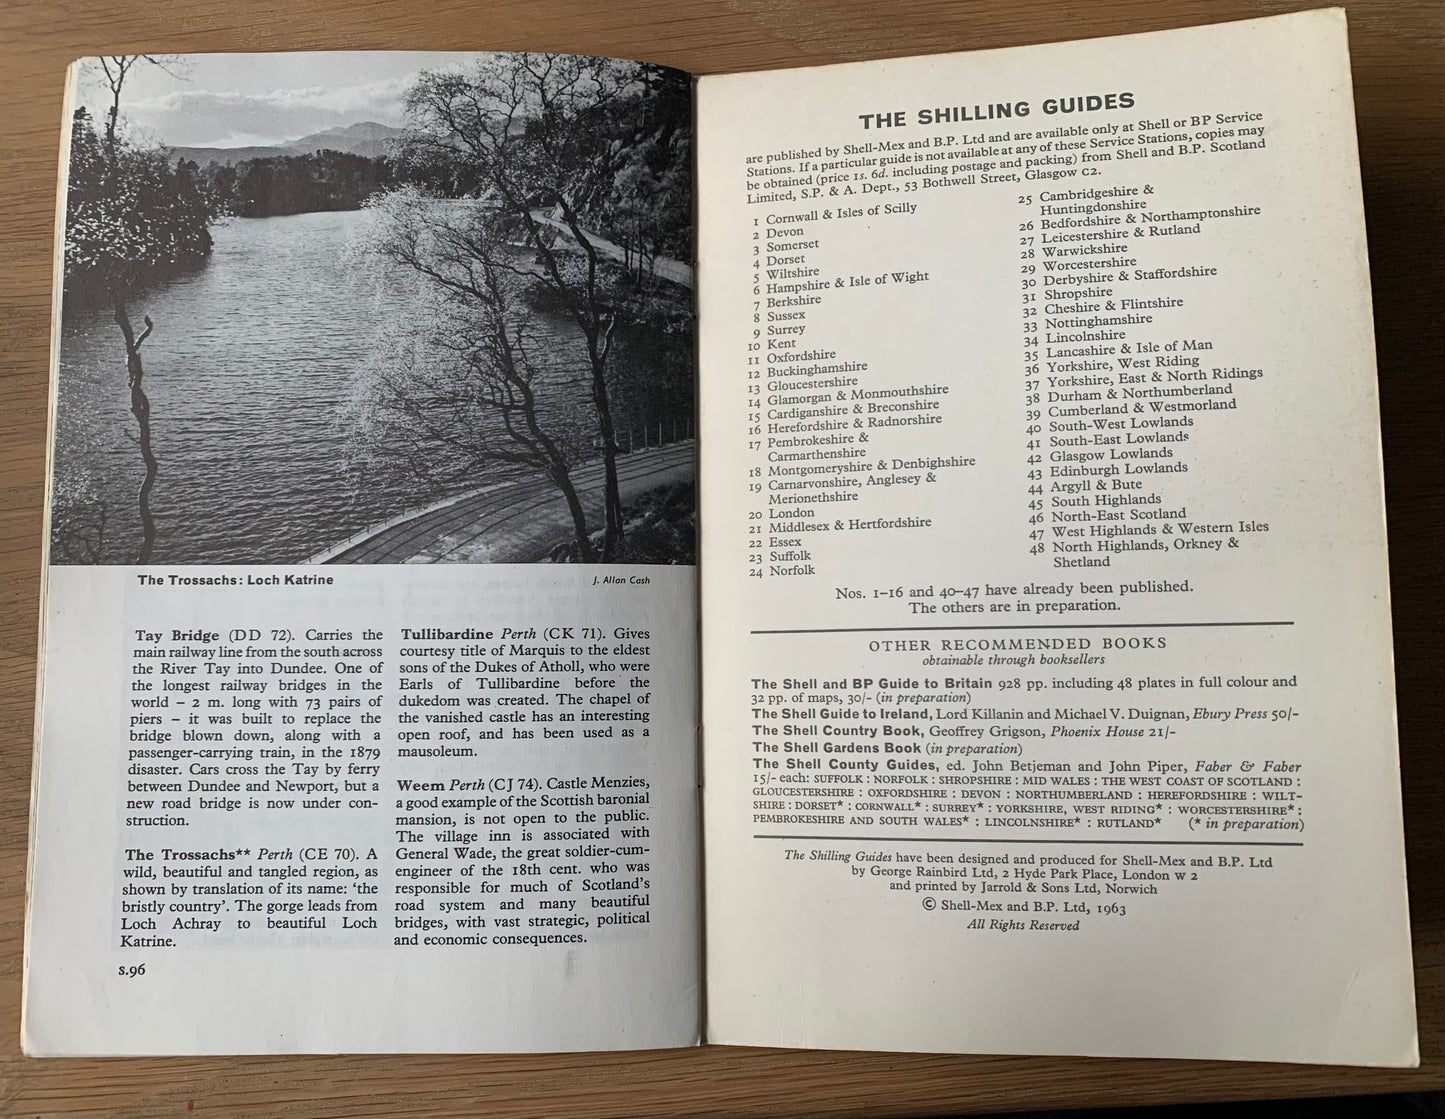 The Trossachs: Loch Katrine
J. Allan Cash
Tay Bridge (DD 72). Carries the
main railway line from the south across
the River Tay into Dundee. One of
the longest railway bridges in the
world – 2 m. long with 73 pairs of
piers – it was built to replace the
bridge blown down, along with a
passenger-carrying train, in the 1879
disaster. Cars cross the Tay by ferry
between Dundee and Newport, but a
new road bridge is now under con-
struction.
The Trossachs** Perth (CE 70). A
wild, beautiful and tangled region, as
shown by translation of its name: ‘the
bristly country’. The gorge leads from
Loch Achray to beautiful Loch
Katrine.
Tullibardine Perth (CK 71). Gives
courtesy title of Marquis to the eldest
sons of the Dukes of Atholl, who were
Earls of Tullibardine before the
dukedom was created. The chapel of
the vanished castle has an interesting
open roof, and has been used as a
mausoleum.
Weem Perth (CJ 74). Castle Menzies,
a good example of the Scottish baronial
mansion, is not open to the public.
The village inn is associated with
General Wade, the great soldier-cum-
engineer of the 18th cent. who was
responsible for much of Scotland’s
road system and many beautiful
bridges, with vast strategic, political
and economic consequences.
S.96
THE SHILLING GUIDES
are published by Shell-Mex and B.P. Ltd and are available only at Shell or BP Service
Stations. If a particular guide is not available at any of these Service Stations, copies may
be obtained (price 1s. 6d. including postage and packing) from Shell and B.P. Scotland
Limited, S.P. & A. Dept., 53 Bothwell Street, Glasgow C2.
1 Cornwall & Isles of Scilly
2 Devon
3 Somerset
4 Dorset
5 Wiltshire
6 Hampshire & Isle of Wight
7 Berkshire
8 Sussex
9 Surrey
10 Kent
11 Oxfordshire
12 Buckinghamshire
13 Gloucestershire
14 Glamorgan & Monmouthshire
15 Cardiganshire & Breconshire
16 Herefordshire & Radnorshire
17 Pembrokeshire &
Carmarthenshire
18 Montgomeryshire & Denbighshire
19 Carnarvonshire, Anglesey &
Merionethshire
20 London
21 Middlesex & Hertfordshire
22 Essex
23 Suffolk
24 Norfolk
25 Cambridgeshire &
Huntingdonshire
26 Bedfordshire & Northamptonshire
27 Leicestershire & Rutland
28 Warwickshire
29 Worcestershire
30 Derbyshire & Staffordshire
31 Shropshire
32 Cheshire & Flintshire
33 Nottinghamshire
34 Lincolnshire
35 Lancashire & Isle of Man
36 Yorkshire, West Riding
37 Yorkshire, East & North Ridings
38 Durham & Northumberland
39 Cumberland & Westmorland
40 South-West Lowlands
41 South-East Lowlands
42 Glasgow Lowlands
43 Edinburgh Lowlands
44 Argyll & Bute
45 South Highlands
46 North-East Scotland
47 West Highlands & Western Isles
48 North Highlands, Orkney &
Shetland
Nos. 1–16 and 40–47 have already been published.
The others are in preparation.
OTHER RECOMMENDED BOOKS
obtainable through booksellers
The Shell and BP Guide to Britain 928 pp. including 48 plates in full colour and
32 pp. of maps, 30/- (in preparation)
The Shell Guide to Ireland, Lord Killanin and Michael V. Duignan, Ebury Press 50/-
The Shell Country Book, Geoffrey Grigson, Phoenix House 21/-
The Shell Gardens Book (in preparation)
The Shell County Guides, ed. John Betjeman and John Piper, Faber & Faber
15/- each: SUFFOLK : NORFOLK : SHROPSHIRE : MID WALES : THE WEST COAST OF SCOTLAND :
GLOUCESTERSHIRE : OXFORDSHIRE : DEVON : NORTHUMBERLAND : HEREFORDSHIRE : WILT-
SHIRE : DORSET* : CORNWALL* : SURREY* : YORKSHIRE, WEST RIDING* : WORCESTERSHIRE* :
PEMBROKESHIRE AND SOUTH WALES* : LINCOLNSHIRE* : RUTLAND* (* in preparation)
The Shilling Guides have been designed and produced for Shell-Mex and B.P. Ltd
by George Rainbird Ltd, 2 Hyde Park Place, London W 2
and printed by Jarrold & Sons Ltd, Norwich
© Shell-Mex and B.P. Ltd, 1963
All Rights Reserved